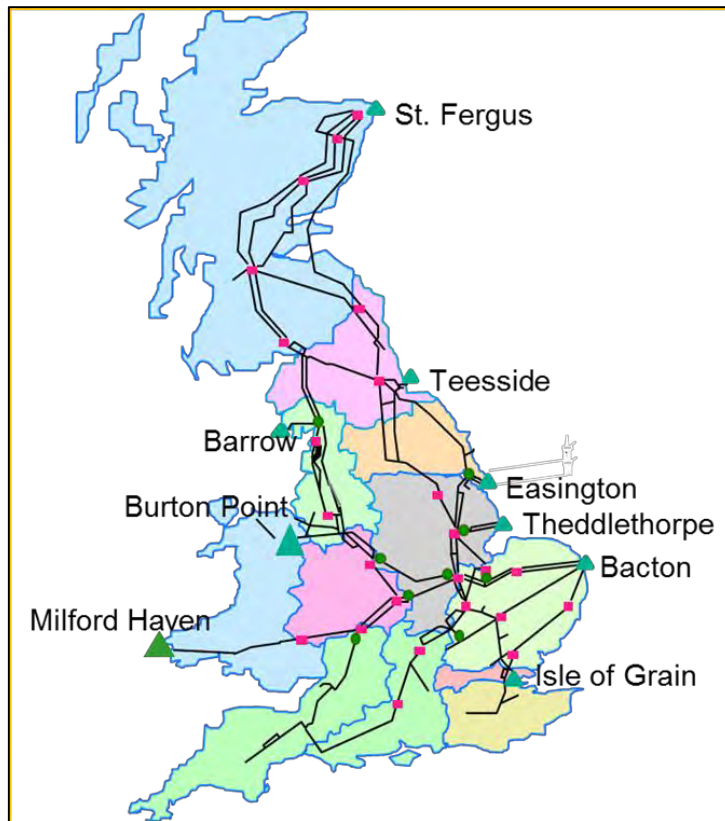 St. Fergus
Teesside
Barrow
Easington
Burton Point
Theddlethorpe
Bacton
Milford Haven
Isle of Grain